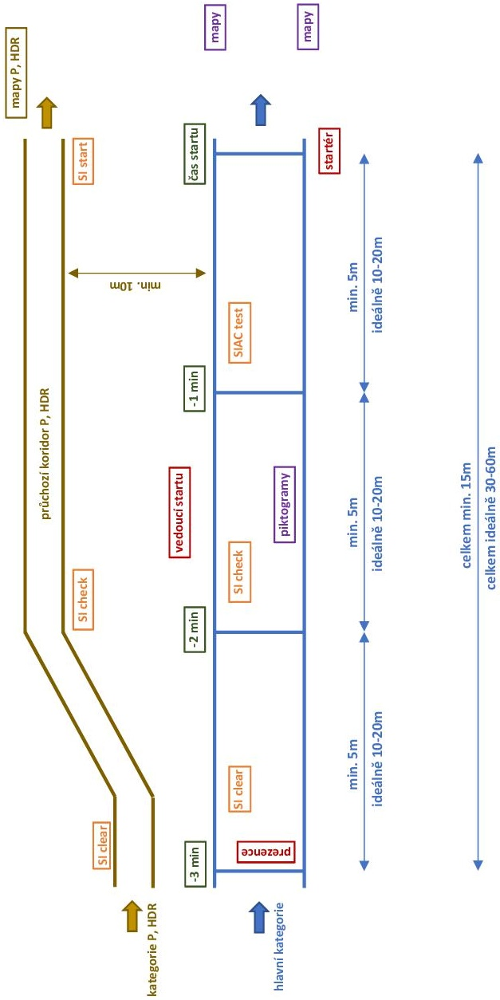 kategorie P, HDR
SI clear
SI check
průchozí koridor P, HDR
SI start
mapy P, HDR
min. 10m
-3 min
-2 min
vedoucí startu
-1 min
čas startu
hlavní kategorie
prezence
SI clear
SI check
piktogramy
SIAC test
startér
mapy
mapy
min. 5m
ideálně 10-20m
min. 5m
ideálně 10-20m
min. 5m
ideálně 10-20m
celkem min. 15m
celkem ideálně 30-60m